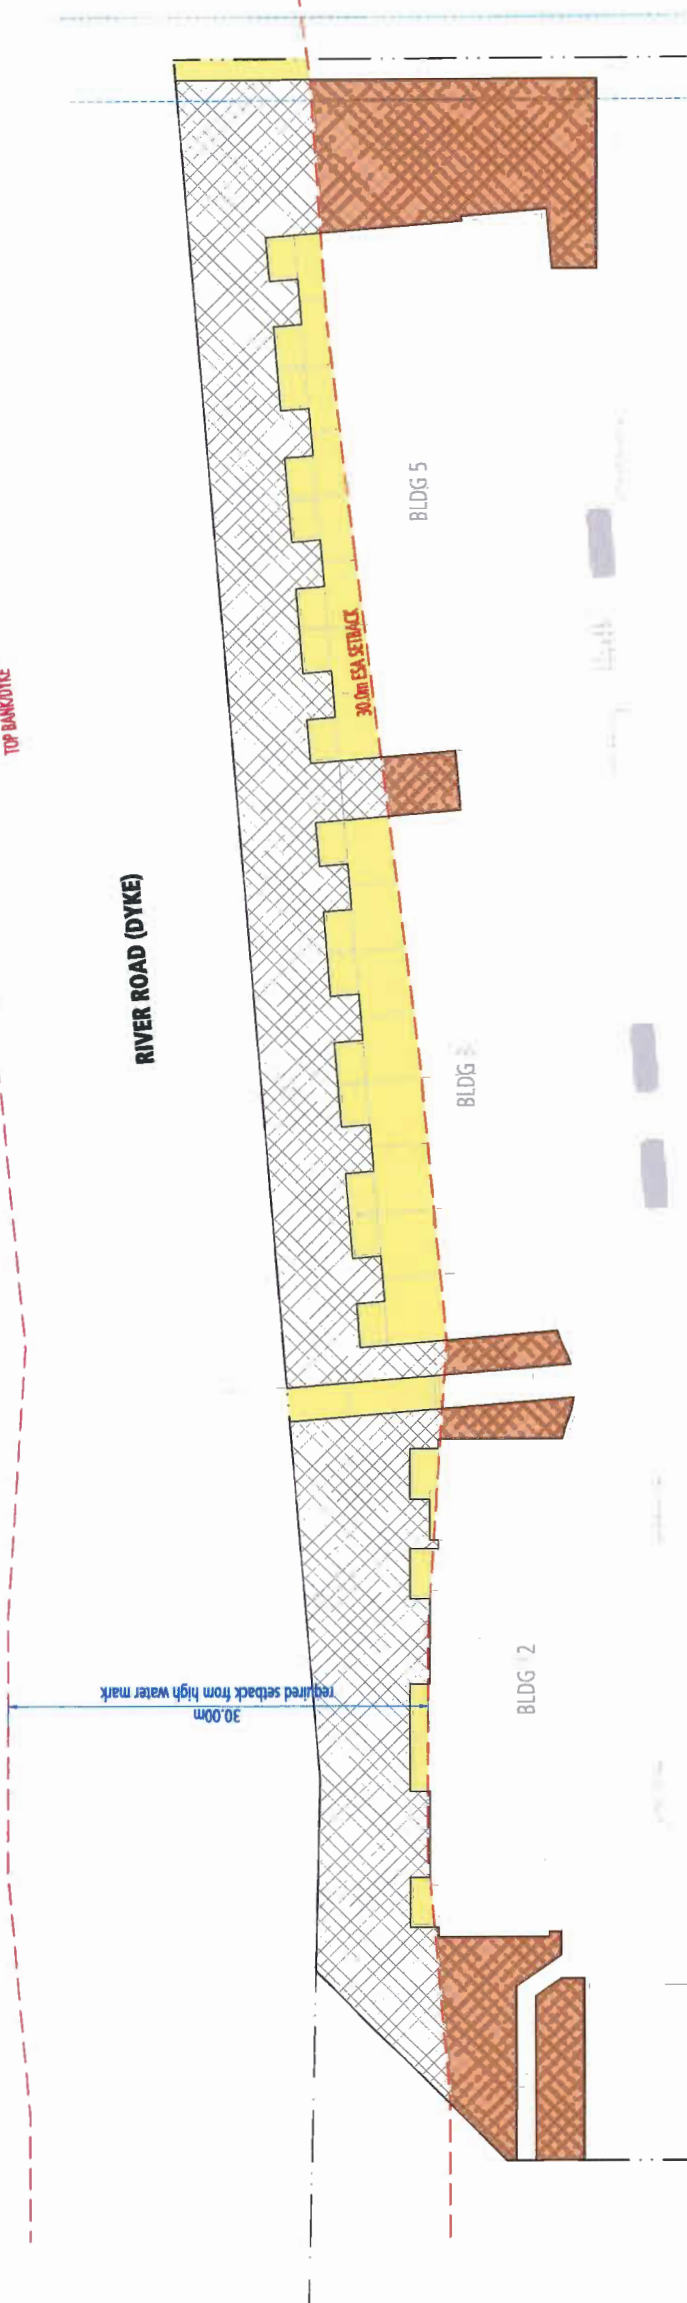 TOP BANK/DYKE
BLDG 5
30.0m ESA SETBACK
RIVER ROAD (DYKE)
BLDG
BLDG 2
30.00m
required setback from high water mark